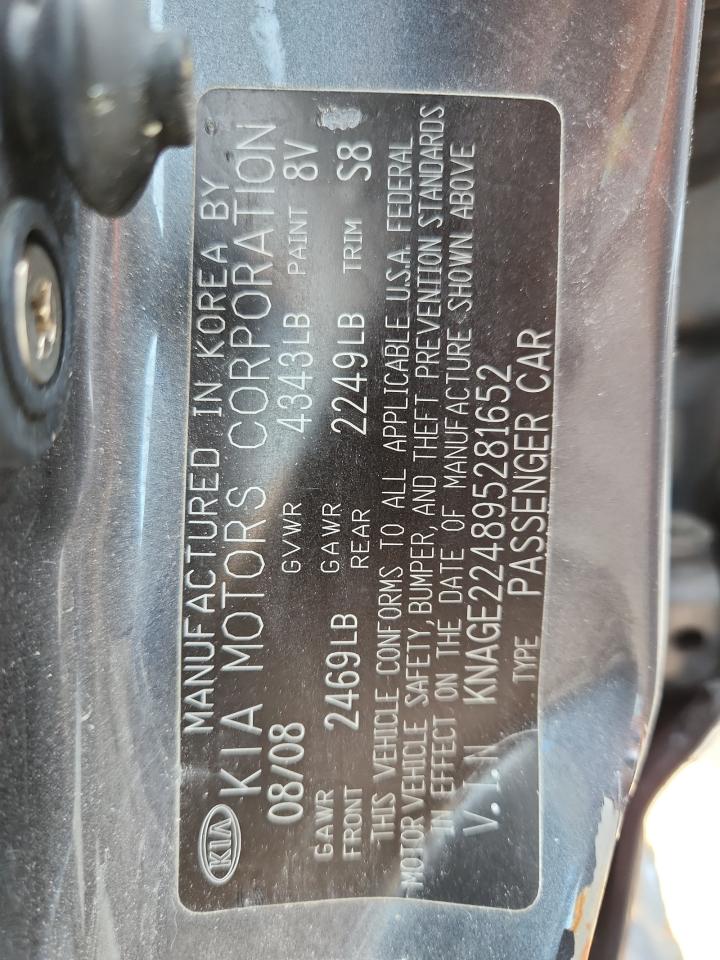 MANUFACTURED IN KOREA BY
KIA KIA MOTORS CORPORATION
08/08 GVWR 4343LB PAINT 8V
GAWR FRONT 2469LB GAWR REAR 2249LB TRIM S8
THIS VEHICLE CONFORMS TO ALL APPLICABLE U.S.A. FEDERAL
MOTOR VEHICLE SAFETY, BUMPER, AND THEFT PREVENTION STANDARDS
IN EFFECT ON THE DATE OF MANUFACTURE SHOWN ABOVE
V.I.N KNAGE224895281652
TYPE PASSENGER CAR